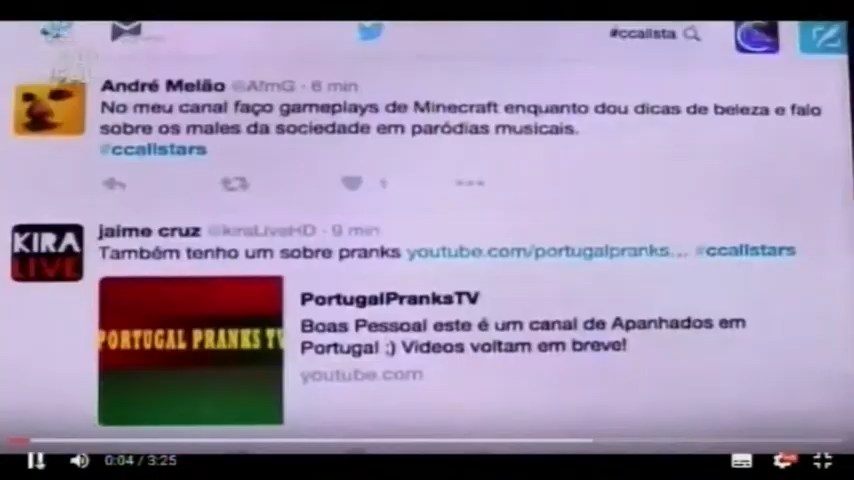 #ccallsta
André Melão @AfmG · 6 min
No meu canal faço gameplays de Minecraft enquanto dou dicas de beleza e falo
sobre os males da sociedade em paródias musicais.
#ccallstars
1
jaime cruz @kiraLiveHD · 9 min
KIRA
LIVE
Também tenho um sobre pranks youtube.com/portugalpranks... #ccallstars
PORTUGAL PRANKS TV
PortugalPranksTV
Boas Pessoal este é um canal de Apanhados em
Portugal ;) Videos voltam em breve!
youtube.com
0:04 / 3:25